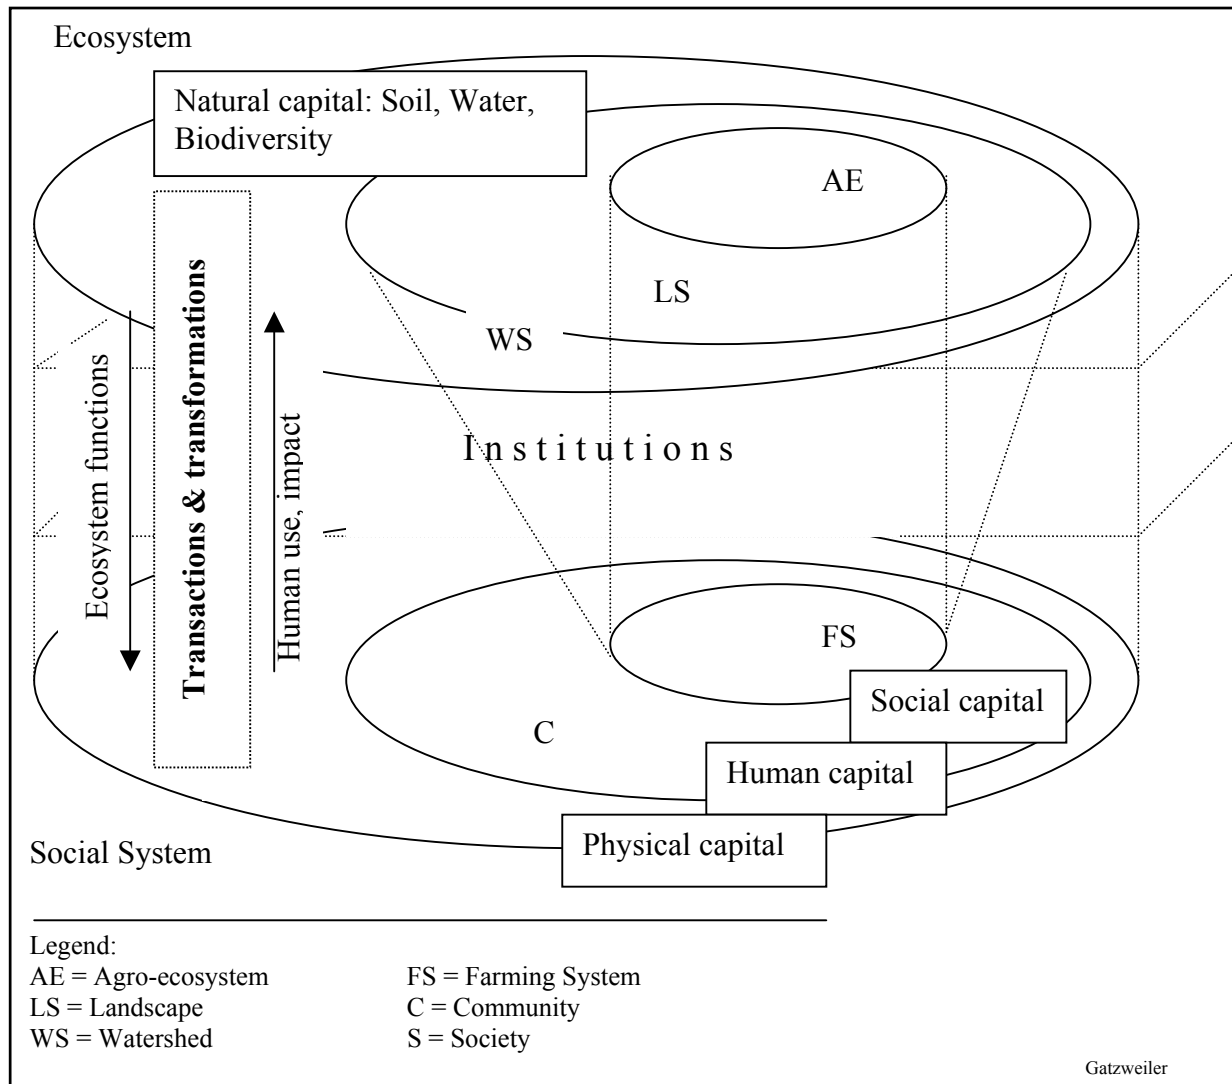 Ecosystem
Natural capital: Soil, Water,
Biodiversity
AE
LS
WS
Ecosystem functions
Transactions & transformations
Human use, impact
Institutions
FS
Social capital
C
Human capital
Physical capital
Social System
Legend:
AE = Agro-ecosystem
FS = Farming System
LS = Landscape
C = Community
WS = Watershed
S = Society
Gatzweiler